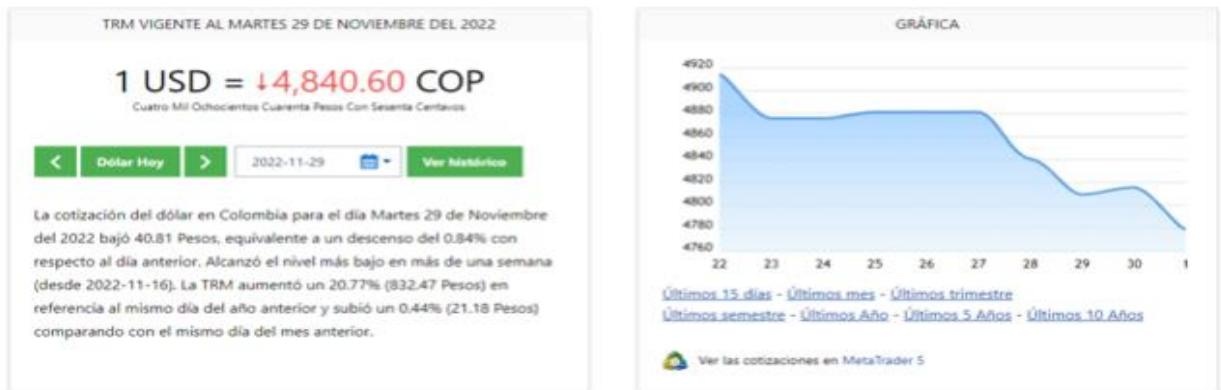 TRM VIGENTE AL MARTES 29 DE NOVIEMBRE DEL 2022
1 USD = ↓4,840.60 COP
Cuatro Mil Ochocientos Cuarenta Pesos Con Sesenta Centavos
< Dólar Hoy > 2022-11-29 Ver histórico
La cotización del dólar en Colombia para el día Martes 29 de Noviembre
del 2022 bajó 40.81 Pesos, equivalente a un descenso del 0.84% con
respecto al día anterior. Alcanzó el nivel más bajo en más de una semana
(desde 2022-11-16). La TRM aumentó un 20.77% (832.47 Pesos) en
referencia al mismo día del año anterior y subió un 0.44% (21.18 Pesos)
comparando con el mismo día del mes anterior.
GRÁFICA
4920
4900
4880
4860
4840
4820
4800
4780
4760
22 23 24 25 26 27 28 29 30 1
Últimos 15 días - Últimos mes - Últimos trimestre
Últimos semestre - Últimos Año - Últimos 5 Años - Últimos 10 Años
Ver las cotizaciones en MetaTrader 5